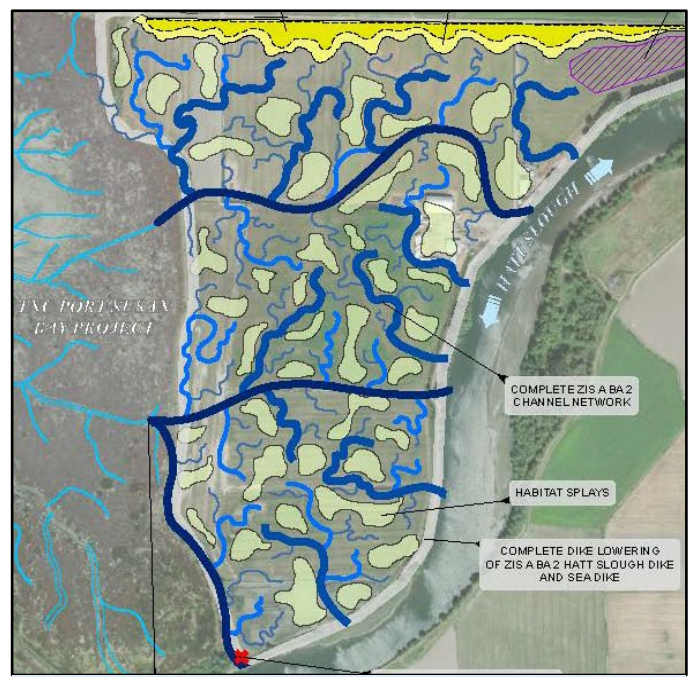 HATT SLOUGH
TNC PORT SUSAN
BAY PROJECT
COMPLETE ZIS A BA 2
CHANNEL NETWORK
HABITAT SPLAYS
COMPLETE DIKE LOWERING
OF ZIS A BA 2 HATT SLOUGH DIKE
AND SEA DIKE